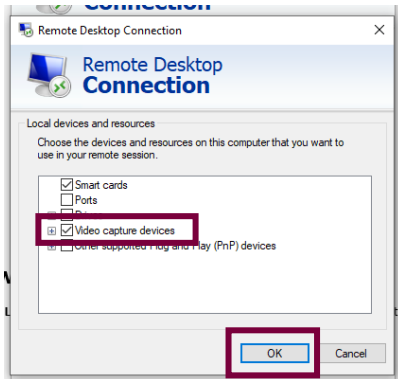 Connection
Remote Desktop Connection
Remote Desktop
Connection
Local devices and resources
Choose the devices and resources on this computer that you want to
use in your remote session.
Smart cards
Ports
Drives
Video capture devices
Other supported Plug and Play (PnP) devices
OK
Cancel